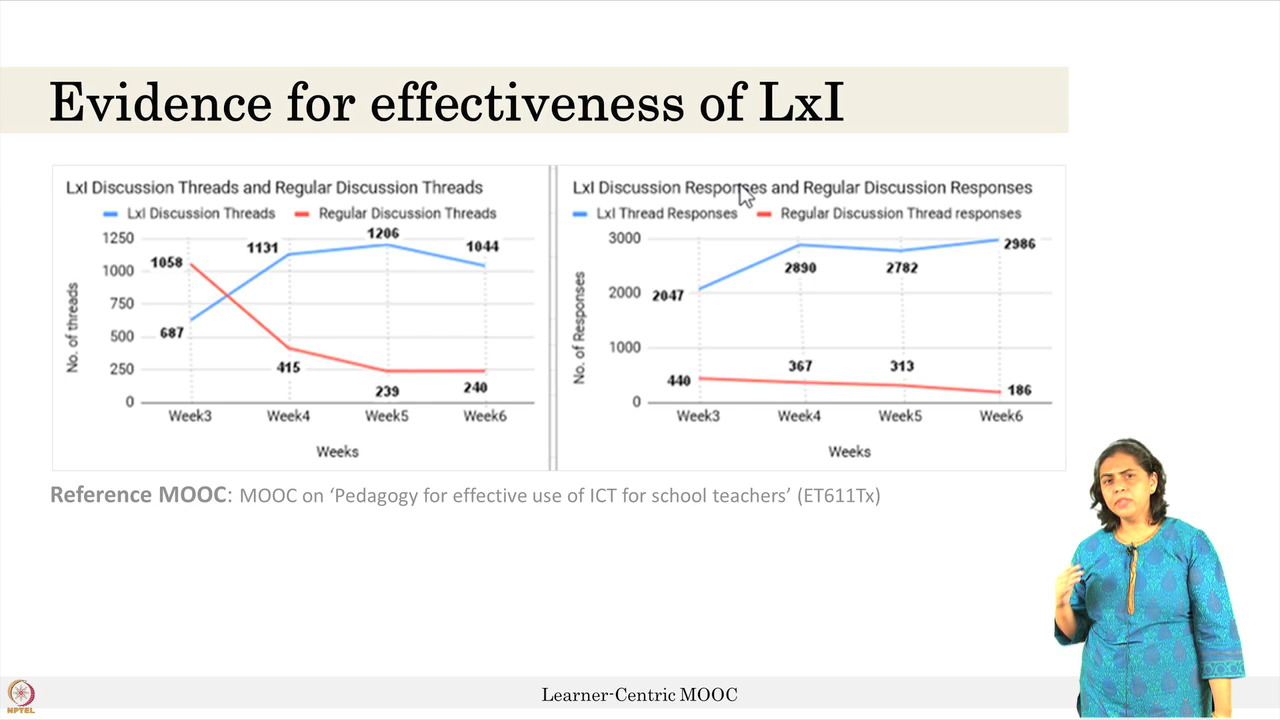 Evidence for effectiveness of LxI
LxI Discussion Threads and Regular Discussion Threads
LxI Discussion Threads
Regular Discussion Threads
1250
1000
750
500
250
0
No. of threads
1058
1131
1206
1044
687
415
239
240
Week3
Week4
Week5
Week6
Weeks
LxI Discussion Responses and Regular Discussion Responses
LxI Thread Responses
Regular Discussion Thread responses
3000
2000
1000
0
No. of Responses
2047
2890
2782
2986
440
367
313
186
Week3
Week4
Week5
Week6
Weeks
Reference MOOC: MOOC on ‘Pedagogy for effective use of ICT for school teachers’ (ET611Tx)
Learner-Centric MOOC
NPTEL